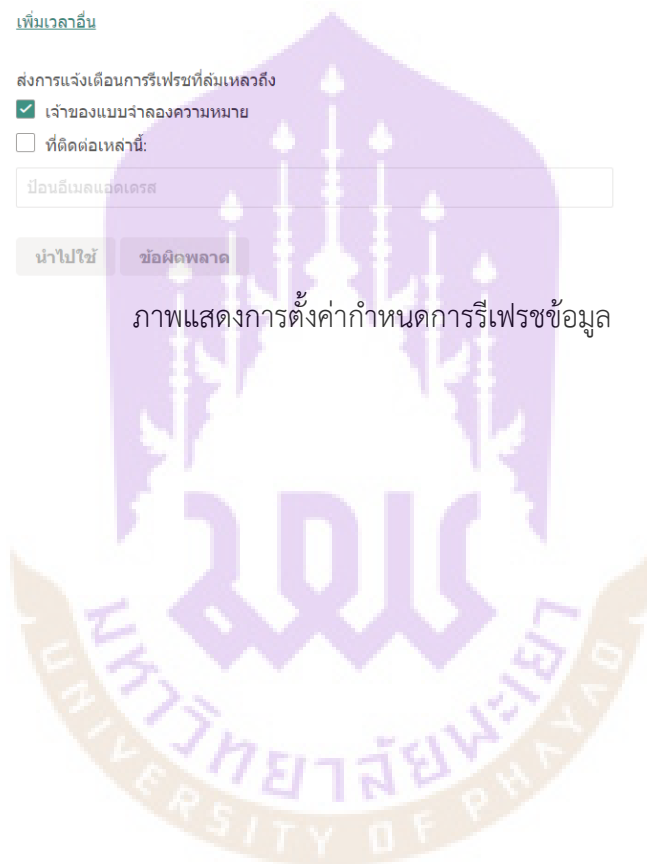 เพิ่มเวลาอื่น
ส่งการแจ้งเตือนการรีเฟรชที่ล้มเหลวถึง
เจ้าของแบบจำลองความหมาย
ที่ติดต่อเหล่านี้:
ป้อนอีเมลแอดเดรส
นำไปใช้ ข้อผิดพลาด
ภาพแสดงการตั้งค่ากำหนดการรีเฟรชข้อมูล
มพย
มหาวิทยาลัยพะเยา
UNIVERSITY OF PHAYAO